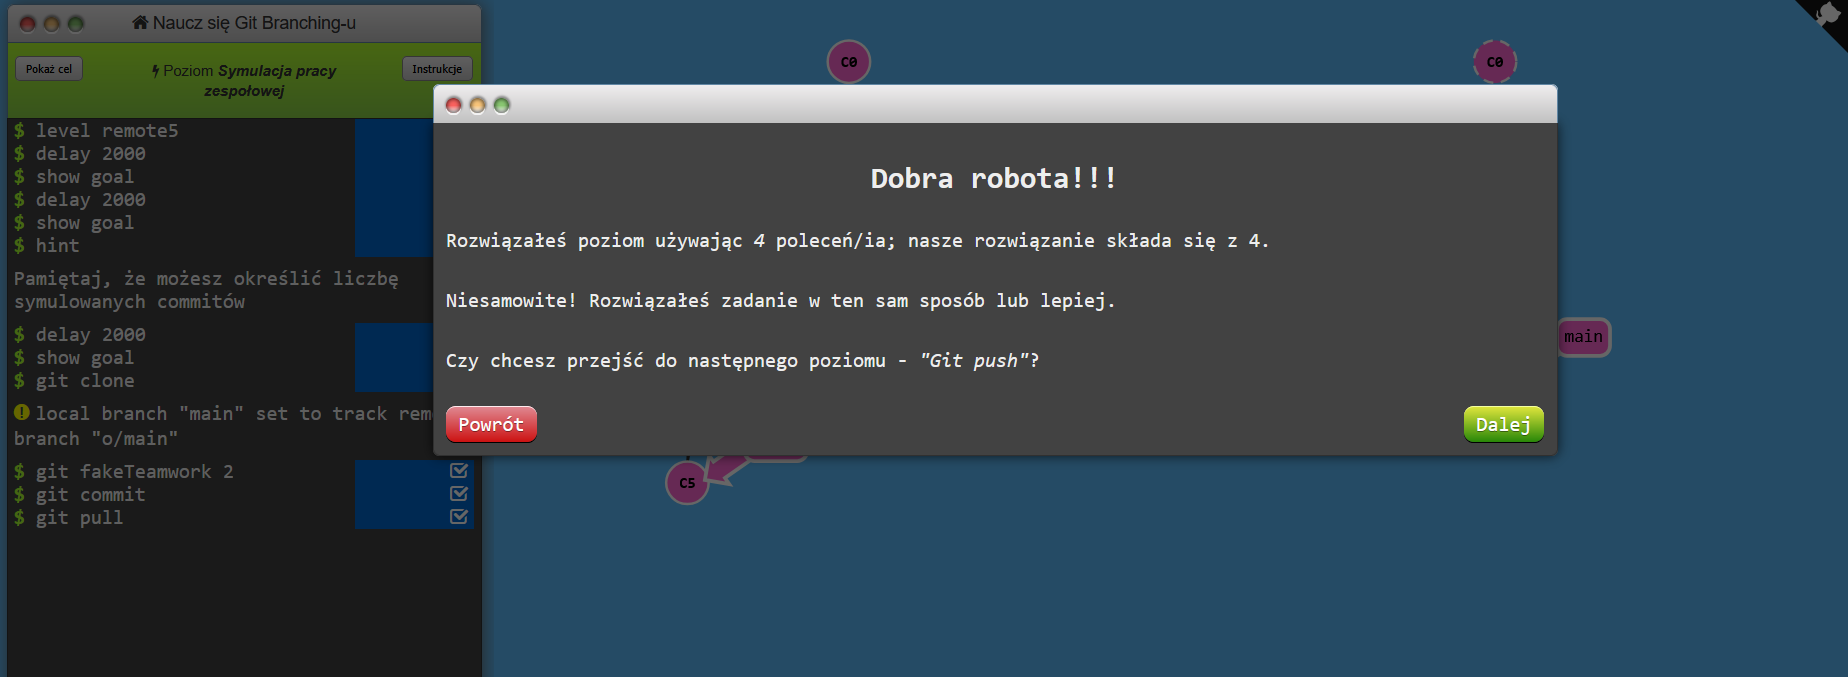 Naucz się Git Branching-u
Pokaż cel
Poziom Symulacja pracy
zespołowej
Instrukcje
$ level remote5
$ delay 2000
$ show goal
$ delay 2000
$ show goal
$ hint
Pamiętaj, że możesz określić liczbę
symulowanych commitów
$ delay 2000
$ show goal
$ git clone
local branch "main" set to track rem
branch "o/main"
$ git fakeTeamwork 2
$ git commit
$ git pull
C0
C0
Dobra robota!!!
Rozwiązałeś poziom używając 4 poleceń/ia; nasze rozwiązanie składa się z 4.
Niesamowite! Rozwiązałeś zadanie w ten sam sposób lub lepiej.
Czy chcesz przejść do następnego poziomu - "Git push"?
Powrót
Dalej
main
C5